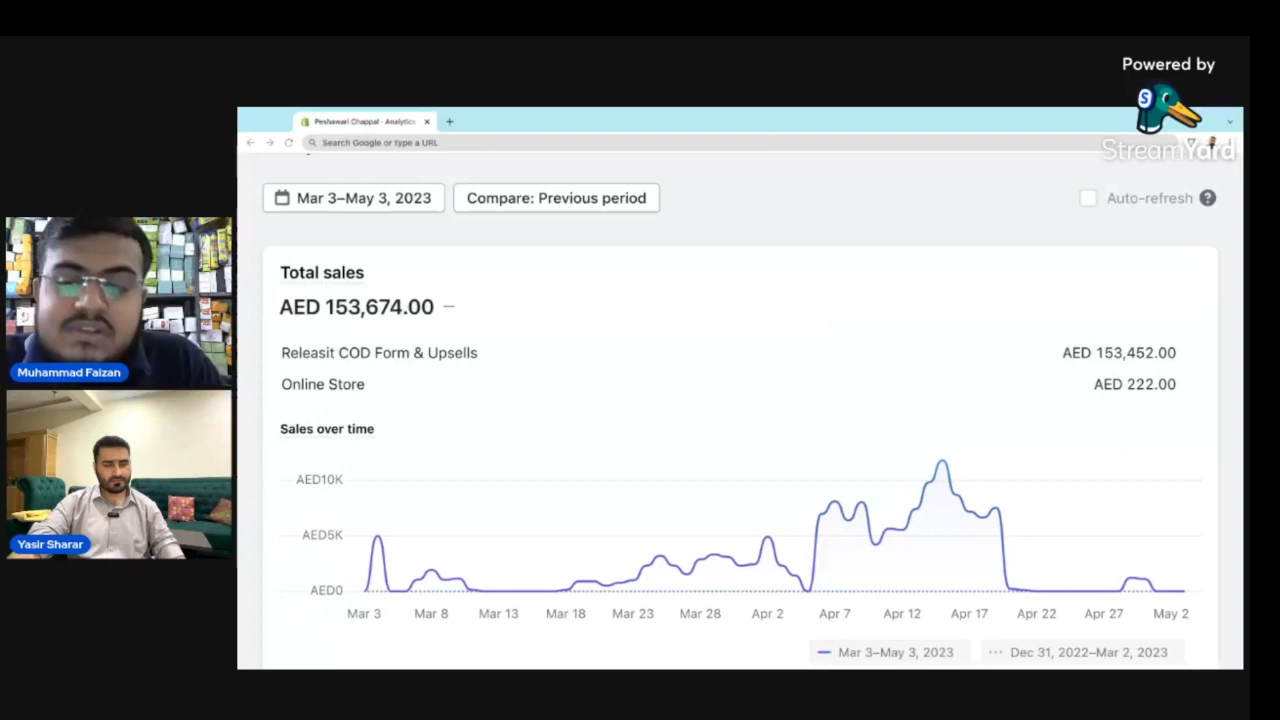 Powered by
StreamYard
Peshawari Chappal · Analytics
Search Google or type a URL
Mar 3–May 3, 2023
Compare: Previous period
Auto-refresh
Total sales
AED 153,674.00 –
Releasit COD Form & Upsells
AED 153,452.00
Online Store
AED 222.00
Sales over time
AED10K
AED5K
AED0
Mar 3
Mar 8
Mar 13
Mar 18
Mar 23
Mar 28
Apr 2
Apr 7
Apr 12
Apr 17
Apr 22
Apr 27
May 2
Mar 3–May 3, 2023
Dec 31, 2022–Mar 2, 2023
Muhammad Faizan
Yasir Sharar